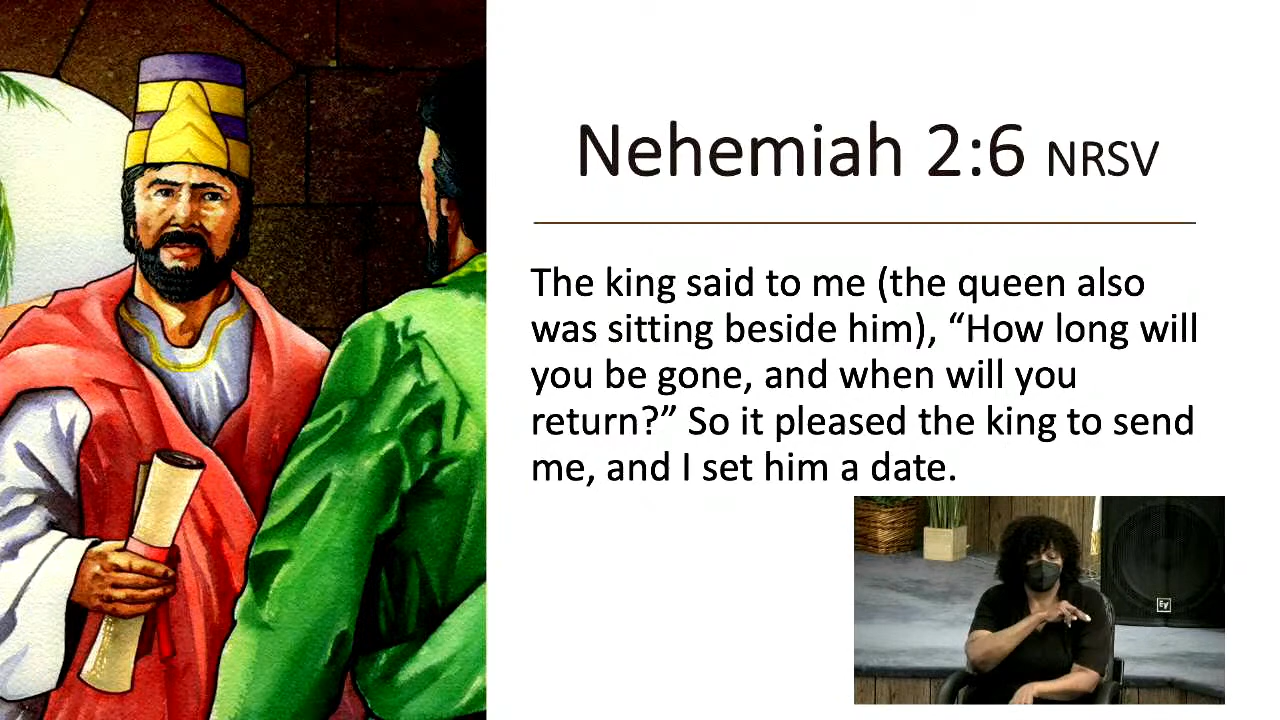 Nehemiah 2:6 NRSV
The king said to me (the queen also
was sitting beside him), “How long will
you be gone, and when will you
return?” So it pleased the king to send
me, and I set him a date.
EV